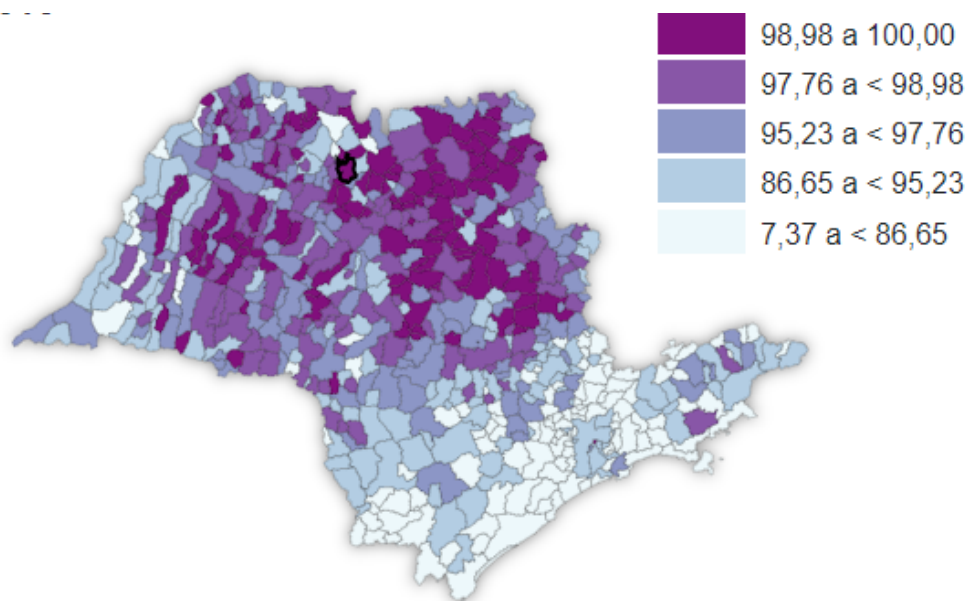 98,98 a 100,00
97,76 a < 98,98
95,23 a < 97,76
86,65 a < 95,23
7,37 a < 86,65